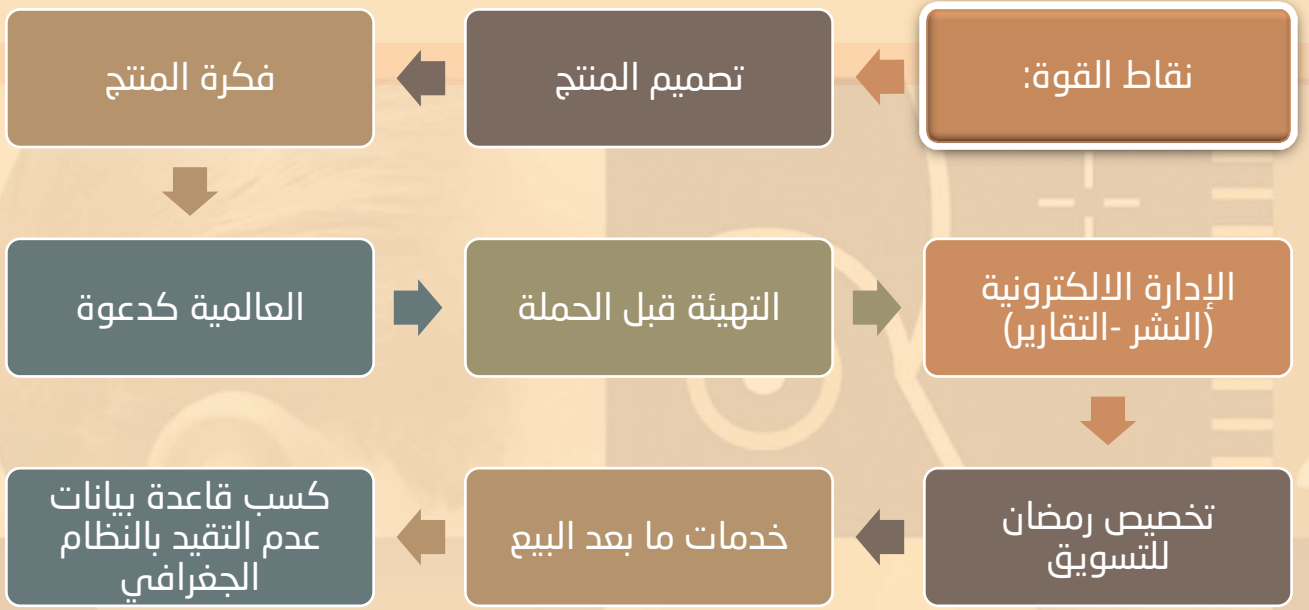 نقاط القوة:
تصميم المنتج
فكرة المنتج
العالمية كدعوة
التهيئة قبل الحملة
الإدارة الالكترونية
(النشر -التقارير)
تخصيص رمضان
للتسويق
خدمات ما بعد البيع
كسب قاعدة بيانات
عدم التقيد بالنظام
الجغرافي